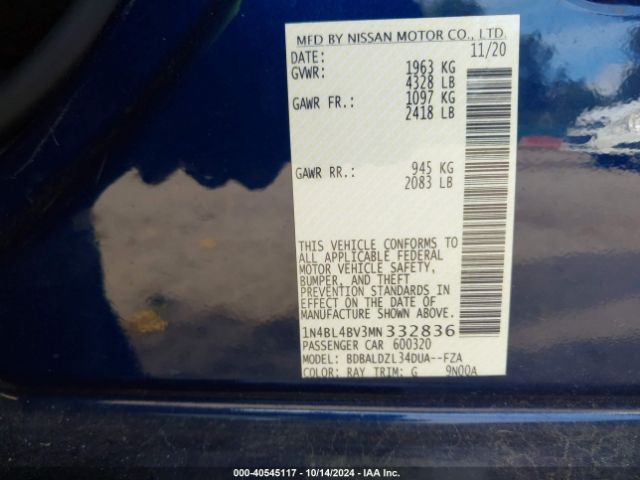 MFD BY NISSAN MOTOR CO., LTD.
DATE: 11/20
GVWR: 1963 KG
4328 LB
GAWR FR.: 1097 KG
2418 LB
GAWR RR.: 945 KG
2083 LB
THIS VEHICLE CONFORMS TO
ALL APPLICABLE FEDERAL
MOTOR VEHICLE SAFETY,
BUMPER, AND THEFT
PREVENTION STANDARDS IN
EFFECT ON THE DATE OF
MANUFACTURE SHOWN ABOVE.
1N4BL4BV3MN332836
PASSENGER CAR 600320
MODEL: BDBALDZL34DUA--FZA
COLOR: RAY TRIM: G 9N00A
000-40545117 - 10/14/2024 - IAA Inc.